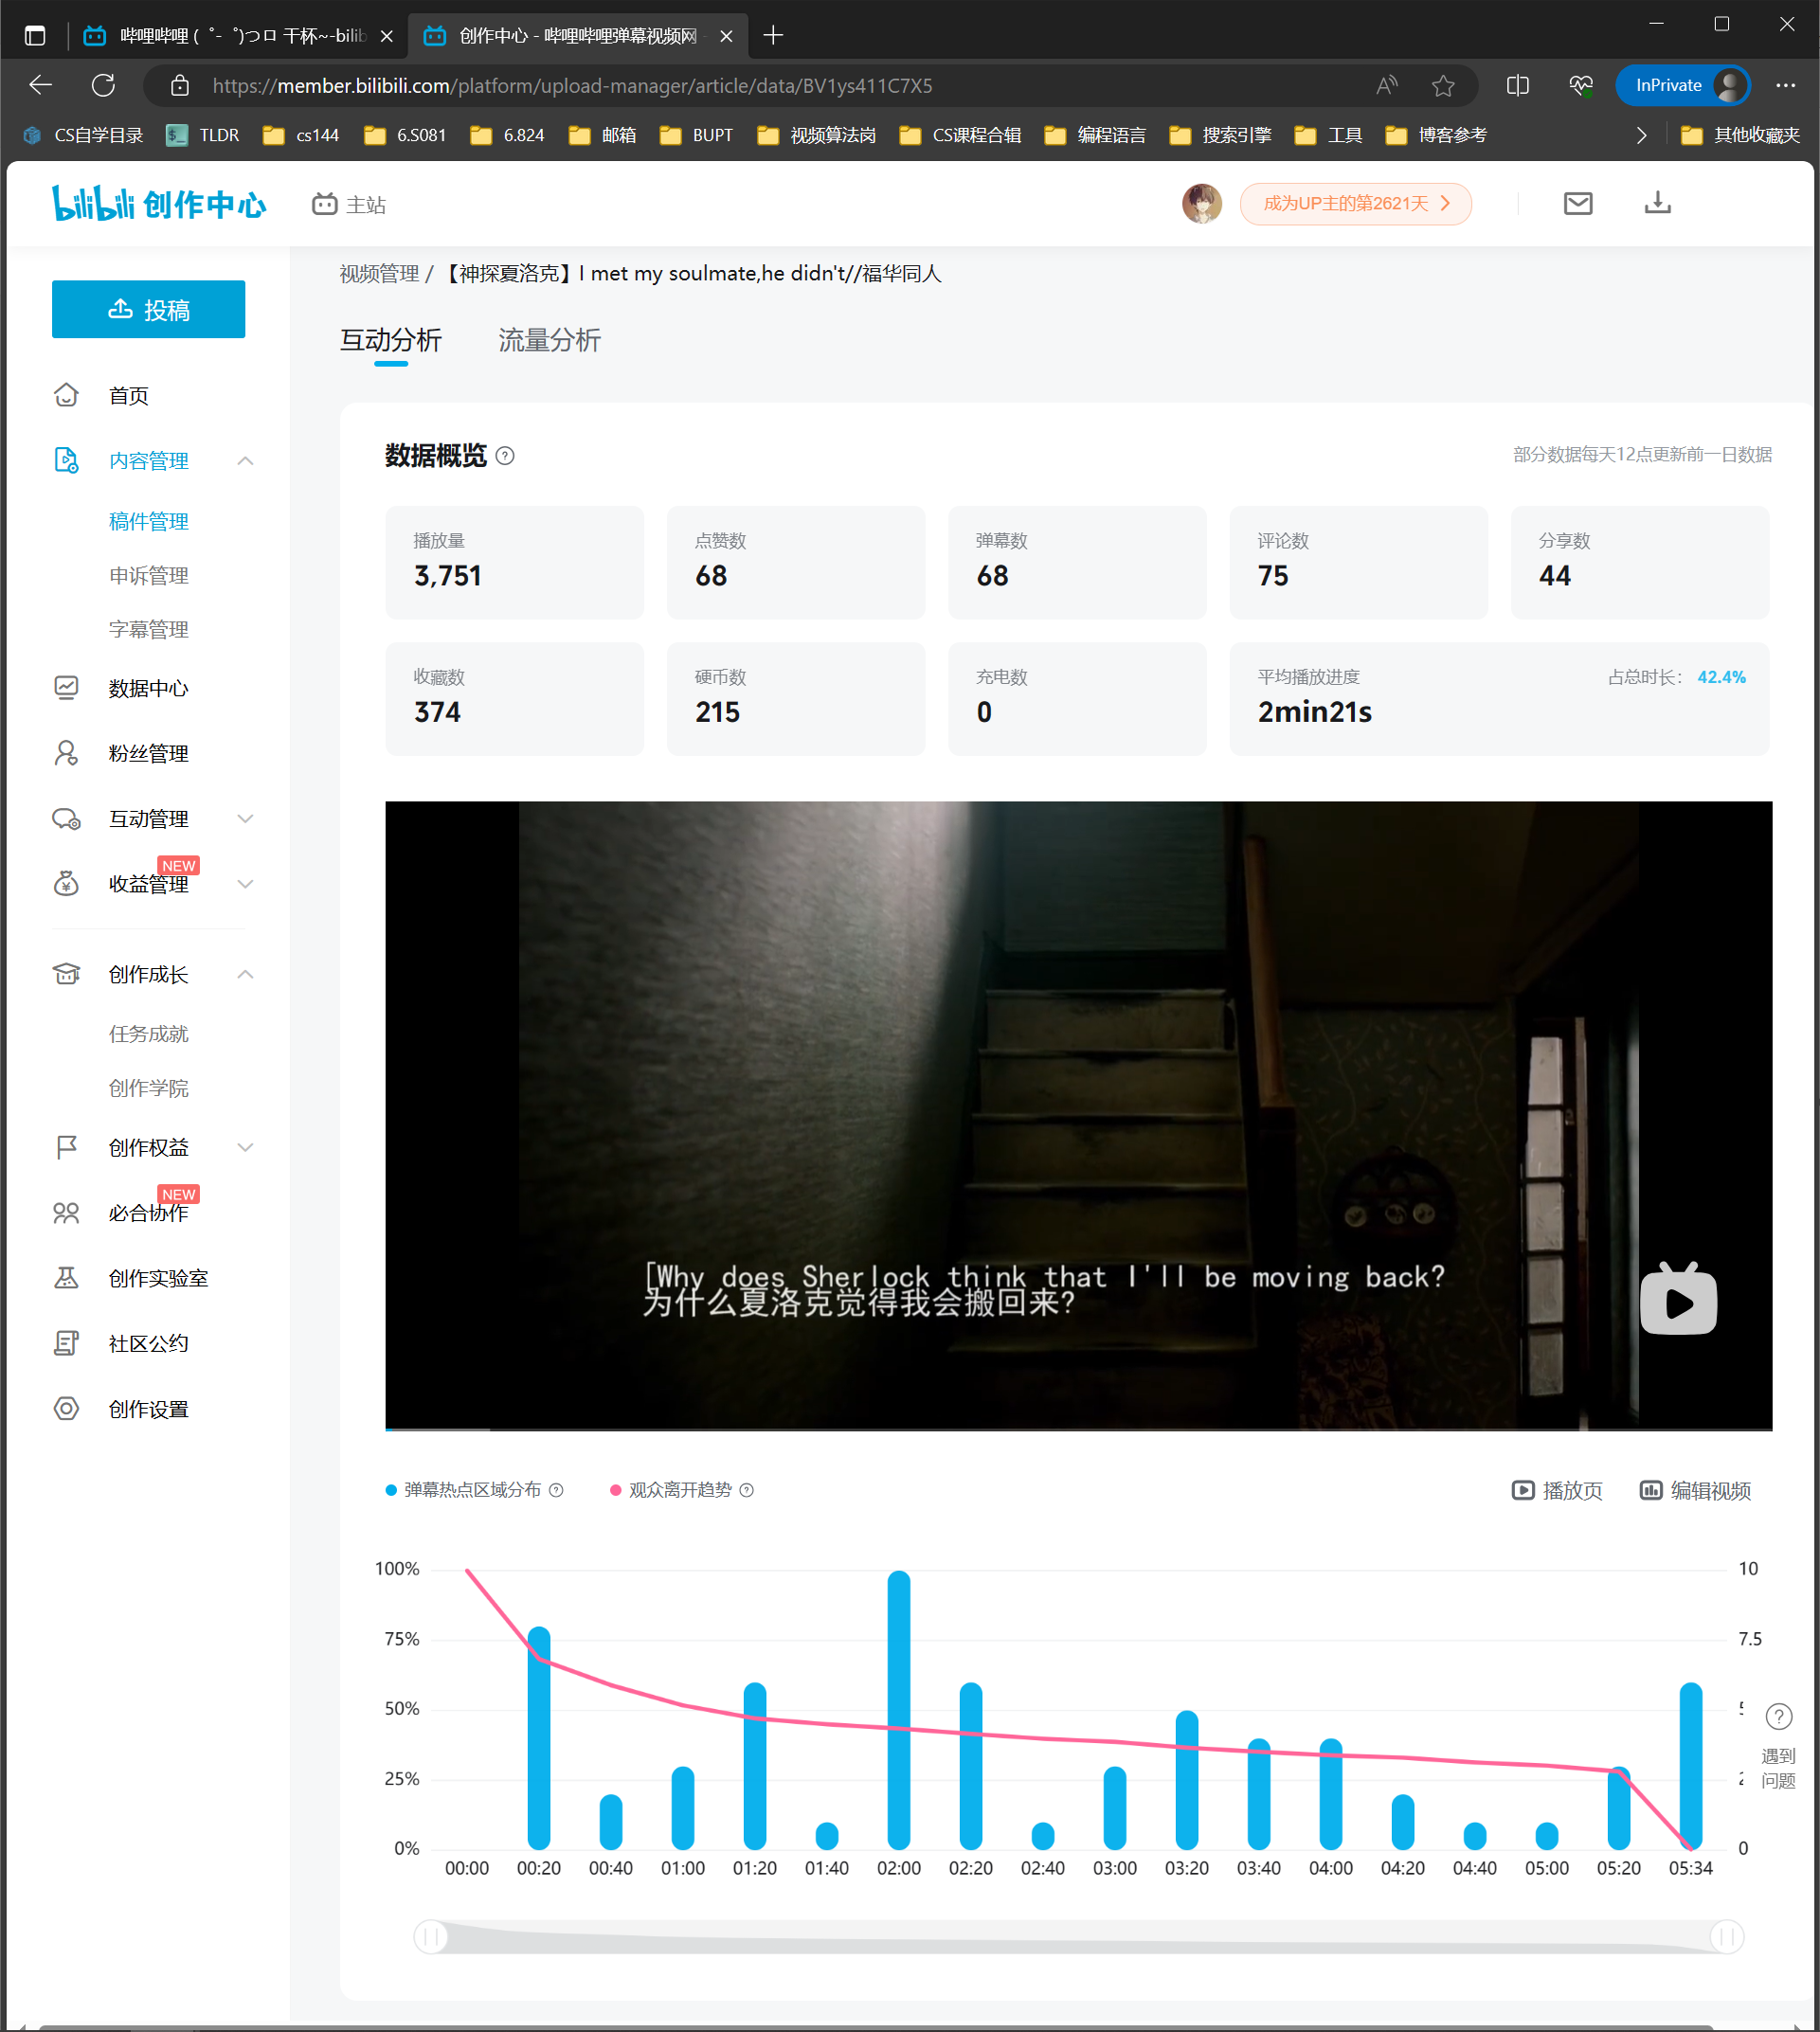 哔哩哔哩 (゜-゜)つロ 干杯~-bilib
创作中心 - 哔哩哔哩弹幕视频网 -
https://member.bilibili.com/platform/upload-manager/article/data/BV1ys411C7X5
InPrivate
CS自学目录 TLDR cs144 6.S081 6.824 邮箱 BUPT 视频算法岗 CS课程合辑 编程语言 搜索引擎 工具 博客参考 其他收藏夹
bilibili 创作中心 主站
成为UP主的第2621天
投稿
首页
内容管理
稿件管理
申诉管理
字幕管理
数据中心
粉丝管理
互动管理
NEW
收益管理
创作成长
任务成就
创作学院
创作权益
NEW
必合协作
创作实验室
社区公约
创作设置
视频管理 / 【神探夏洛克】I met my soulmate,he didn't//福华同人
互动分析 流量分析
数据概览 部分数据每天12点更新前一日数据
播放量 点赞数 弹幕数 评论数 分享数
3,751 68 68 75 44
收藏数 硬币数 充电数 平均播放进度 占总时长： 42.4%
374 215 0 2min21s
[Why does Sherlock think that I'll be moving back?
为什么夏洛克觉得我会搬回来?
弹幕热点区域分布 观众离开趋势 播放页 编辑视频
100% 10
75% 7.5
50% 5
25%
0% 0
00:00 00:20 00:40 01:00 01:20 01:40 02:00 02:20 02:40 03:00 03:20 03:40 04:00 04:20 04:40 05:00 05:20 05:34
遇到
问题